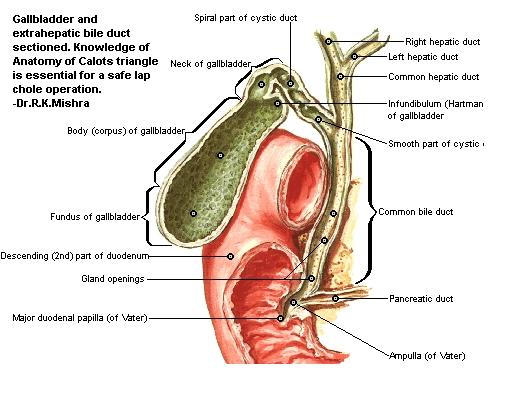 Gallbladder and
extrahepatic bile duct
sectioned. Knowledge of
Anatomy of Calots triangle
is essential for a safe lap
chole operation.
-Dr.R.K.Mishra
Spiral part of cystic duct
Right hepatic duct
Left hepatic duct
Neck of gallbladder
Common hepatic duct
Infundibulum (Hartman
of gallbladder
Body (corpus) of gallbladder
Smooth part of cystic
Fundus of gallbladder
Common bile duct
Descending (2nd) part of duodenum
Gland openings
Pancreatic duct
Major duodenal papilla (of Vater)
Ampulla (of Vater)